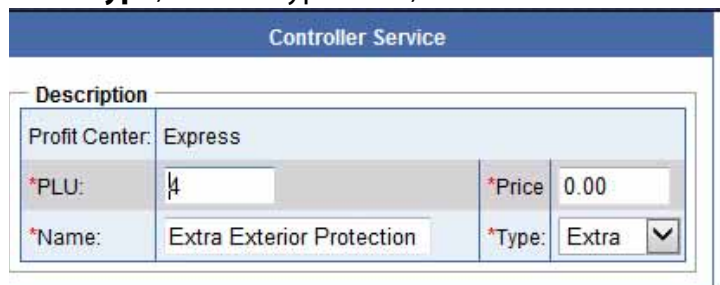 Controller Service
Description
Profit Center: Express
*PLU: 4 *Price 0.00
*Name: Extra Exterior Protection *Type: Extra